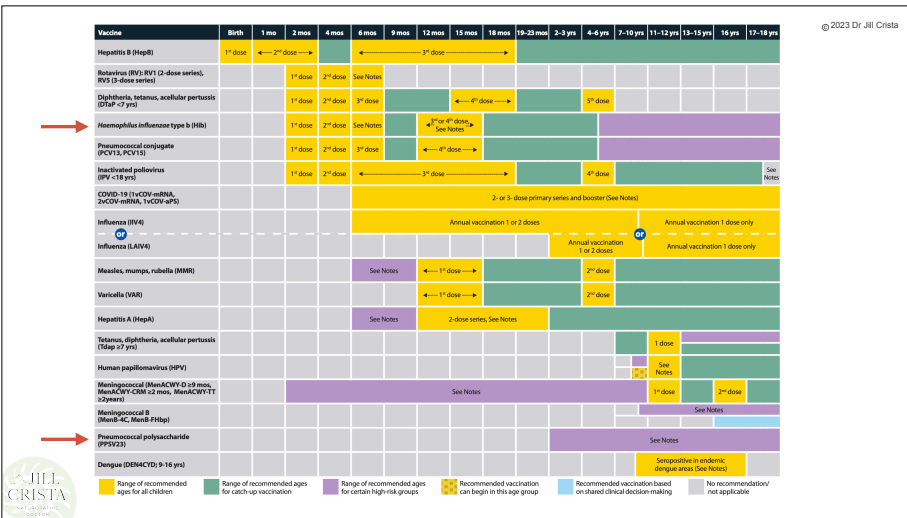 © 2023 Dr Jill Crista
Vaccine Birth 1 mo 2 mos 4 mos 6 mos 9 mos 12 mos 15 mos 18 mos 19–23 mos 2–3 yrs 4–6 yrs 7–10 yrs 11–12 yrs 13–15 yrs 16 yrs 17–18 yrs
Hepatitis B (HepB) 1st dose ◄---- 2nd dose ----► ◄---- 3rd dose ----►
Rotavirus (RV): RV1 (2-dose series),
RV5 (3-dose series) 1st dose 2nd dose See Notes
Diphtheria, tetanus, acellular pertussis
(DTaP <7 yrs) 1st dose 2nd dose 3rd dose ◄---- 4th dose ----► 5th dose
Haemophilus influenzae type b (Hib) 1st dose 2nd dose See Notes 3rd or 4th dose,
See Notes
Pneumococcal conjugate
(PCV13, PCV15) 1st dose 2nd dose 3rd dose ◄---- 4th dose ----►
Inactivated poliovirus
(IPV <18 yrs) 1st dose 2nd dose ◄---- 3rd dose ----► 4th dose See
Notes
COVID-19 (1vCOV-mRNA,
2vCOV-mRNA, 1vCOV-aPS) 2- or 3- dose primary series and booster (See Notes)
Influenza (IIV4) Annual vaccination 1 or 2 doses Annual vaccination 1 dose only
or or
Influenza (LAIV4) Annual vaccination
1 or 2 doses Annual vaccination 1 dose only
Measles, mumps, rubella (MMR) See Notes ◄---- 1st dose ----► 2nd dose
Varicella (VAR) ◄---- 1st dose ----► 2nd dose
Hepatitis A (HepA) See Notes 2-dose series, See Notes
Tetanus, diphtheria, acellular pertussis
(Tdap ≥7 yrs) 1 dose
Human papillomavirus (HPV) See
Notes
Meningococcal (MenACWY-D ≥9 mos,
MenACWY-CRM ≥2 mos, MenACWY-TT
≥2years) See Notes 1st dose 2nd dose
Meningococcal B
(MenB-4C, MenB-FHbp) See Notes
Pneumococcal polysaccharide
(PPSV23) See Notes
Dengue (DEN4CYD; 9-16 yrs) Seropositive in endemic
dengue areas (See Notes)
Range of recommended
ages for all children
Range of recommended ages
for catch-up vaccination
Range of recommended ages
for certain high-risk groups
Recommended vaccination
can begin in this age group
Recommended vaccination based
on shared clinical decision-making
No recommendation/
not applicable
JILL
CRISTA
NATUROPATHIC
DOCTOR